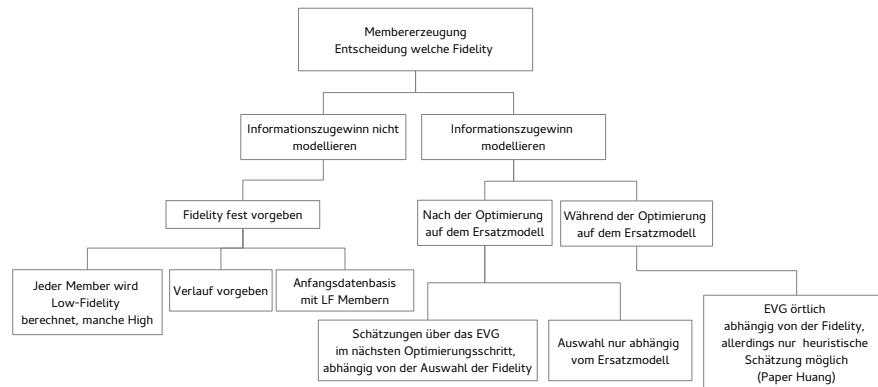 Membererzeugung
Entscheidung welche Fidelity
Informationszugewinn nicht
modellieren
Informationszugewinn
modellieren
Fidelity fest vorgeben
Nach der Optimierung
auf dem Ersatzmodell
Während der Optimierung
auf dem Ersatzmodell
Jeder Member wird
Low-Fidelity
berechnet, manche High
Verlauf vorgeben
Anfangsdatenbasis
mit LF Membern
Schätzungen über das EVG
im nächsten Optimierungsschritt,
abhängig von der Auswahl der Fidelity
Auswahl nur abhängig
vom Ersatzmodell
EVG örtlich
abhängig von der Fidelity,
allerdings nur heuristische
Schätzung möglich
(Paper Huang)